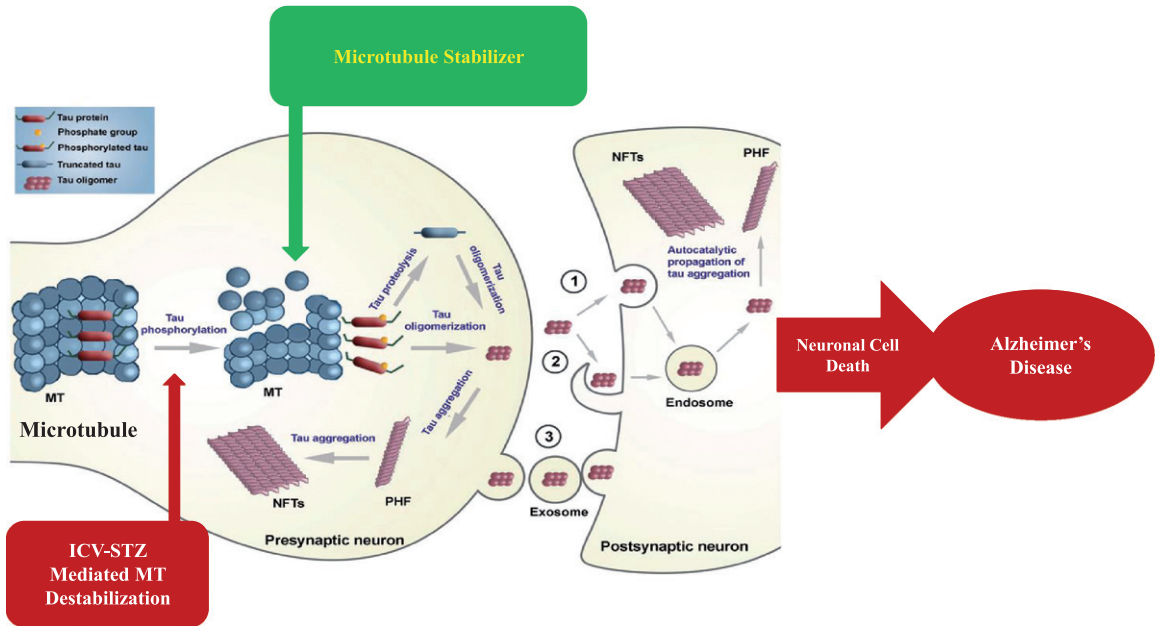 Microtubule Stabilizer
Tau protein
Phosphate group
Phosphorylated tau
Truncated tau
Tau oligomer
MT
Microtubule
Tau
phosphorylation
MT
Tau proteolysis
Tau
oligomerization
Tau
oligomerization
Tau aggregation
Tau aggregation
NFTs
PHF
Presynaptic neuron
ICV-STZ
Mediated MT
Destabilization
1
2
3
Exosome
NFTs
PHF
Autocatalytic
propagation of
tau aggregation
Endosome
Postsynaptic neuron
Neuronal Cell
Death
Alzheimer’s
Disease